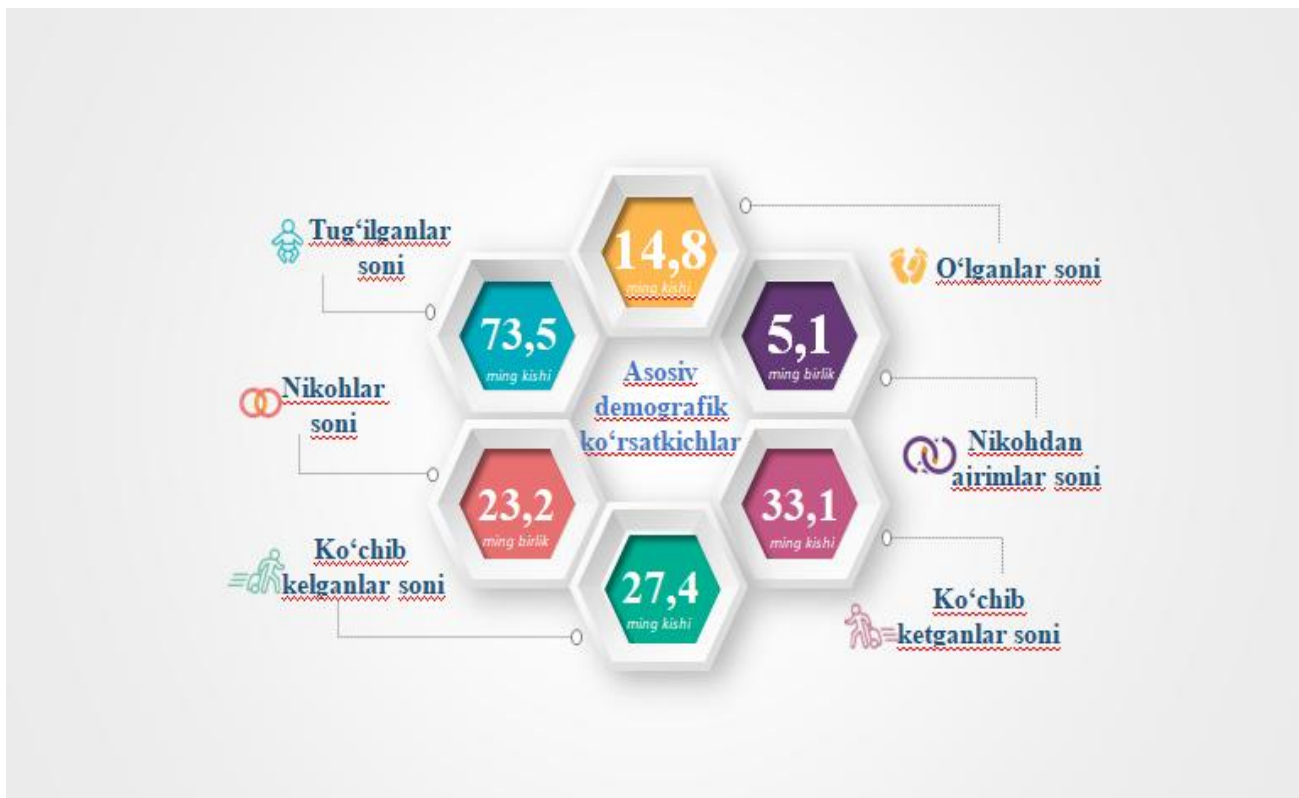 Tug‘ilganlar
soni
73,5
ming kishi
14,8
ming kishi
O‘lganlar soni
5,1
ming birlik
Asosiy
demografik
ko‘rsatkichlar
Nikohlar
soni
23,2
ming birlik
Nikohdan
ajrimlar soni
33,1
ming kishi
Ko‘chib
kelganlar soni
27,4
ming kishi
Ko‘chib
ketganlar soni